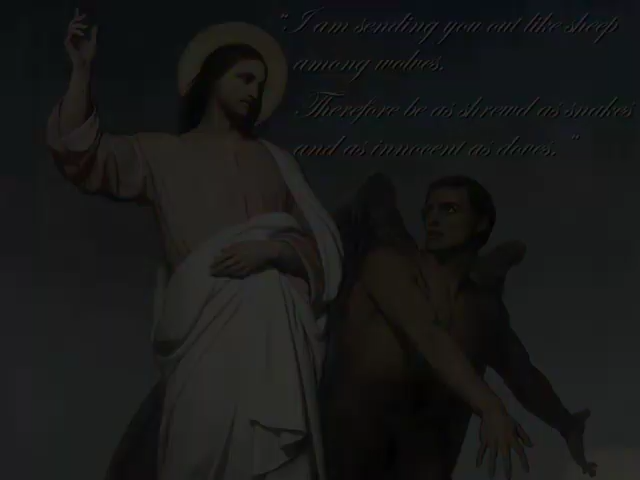 "I am sending you out like sheep
among wolves.
Therefore be as shrewd as snakes
and as innocent as doves. "